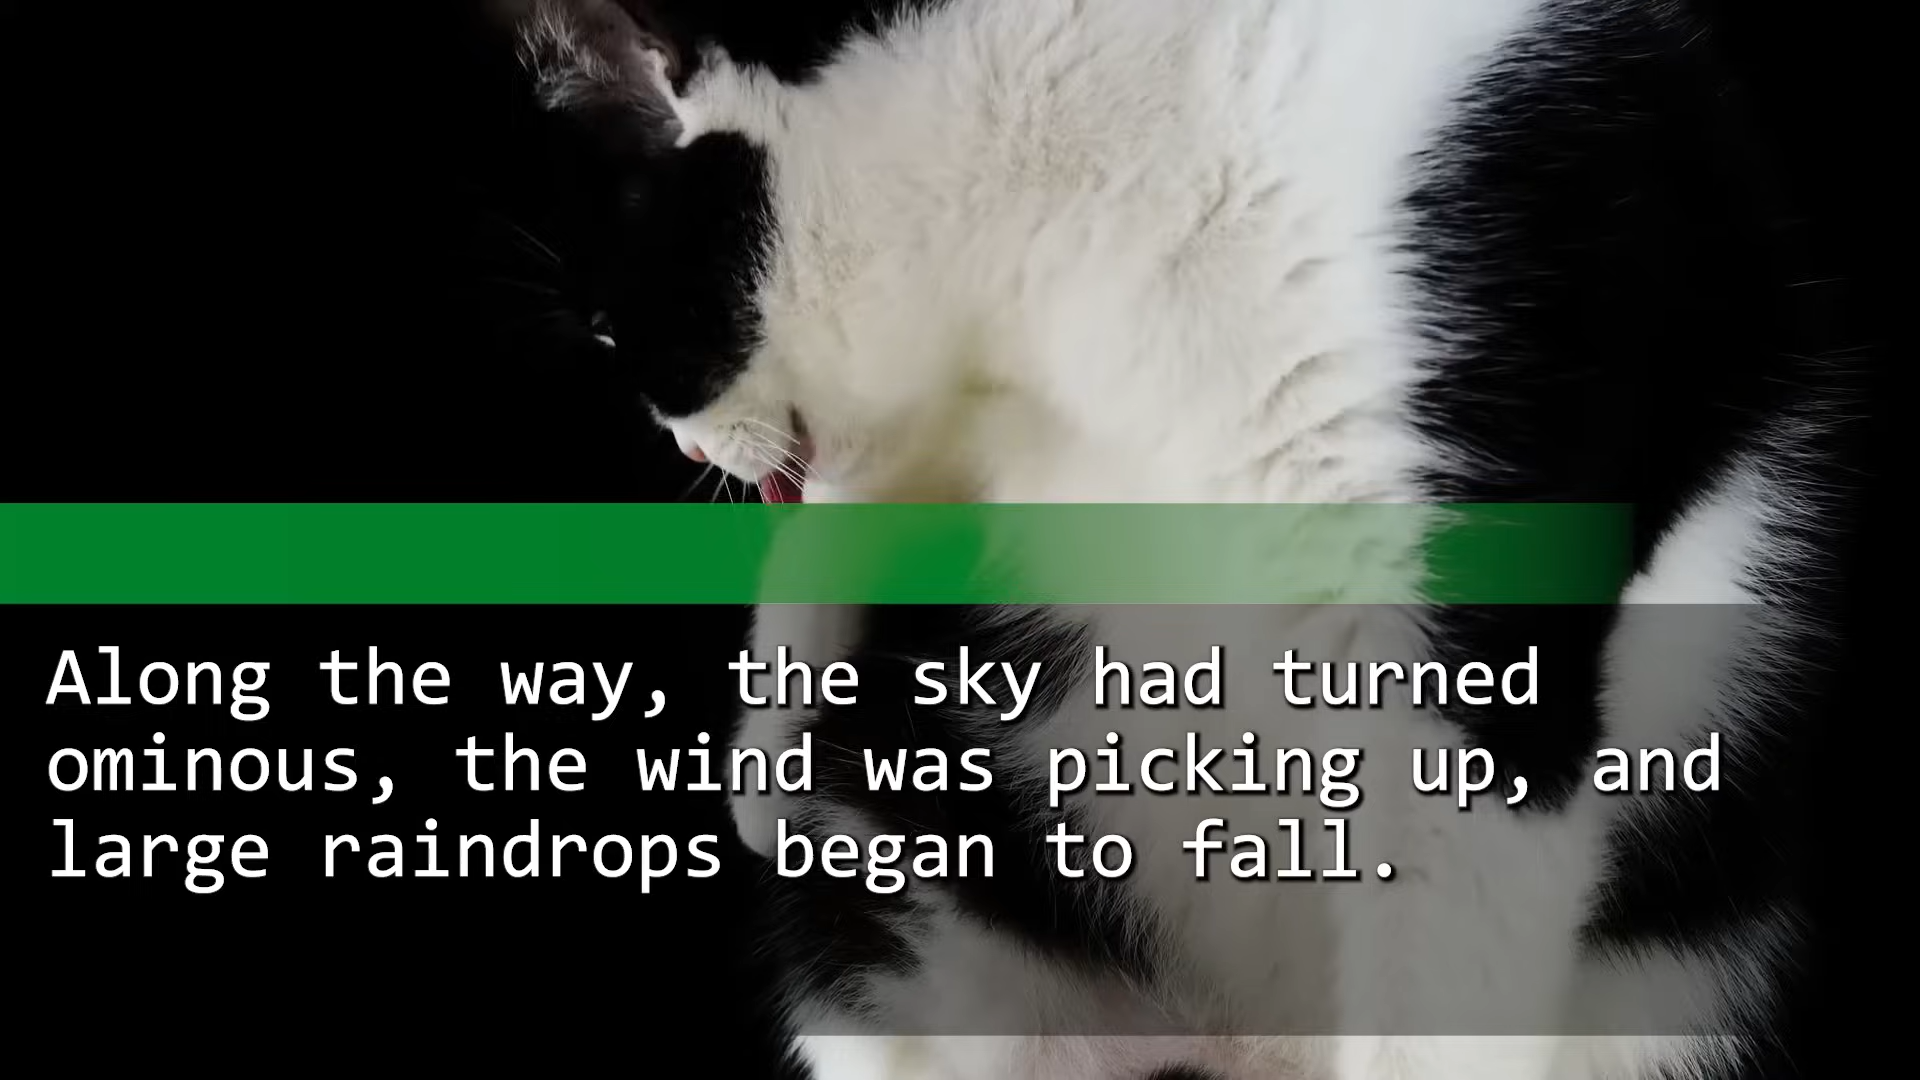 Along the way, the sky had turned
ominous, the wind was picking up, and
large raindrops began to fall.